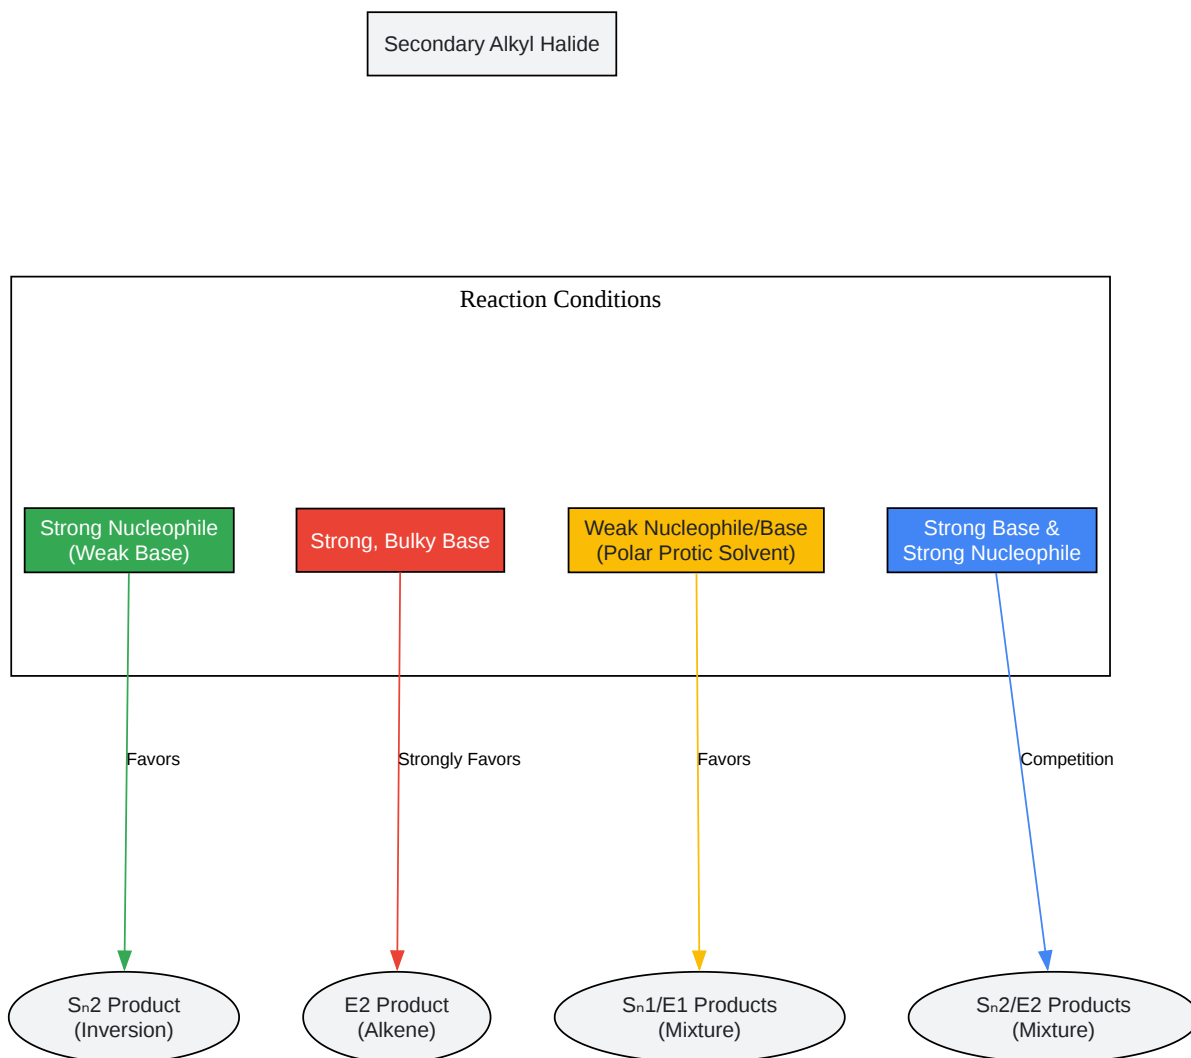 Secondary Alkyl Halide
Reaction Conditions
Strong Nucleophile
(Weak Base)
Strong, Bulky Base
Weak Nucleophile/Base
(Polar Protic Solvent)
Strong Base &
Strong Nucleophile
Favors
Strongly Favors
Favors
Competition
Sₙ2 Product
(Inversion)
E2 Product
(Alkene)
Sₙ1/E1 Products
(Mixture)
Sₙ2/E2 Products
(Mixture)